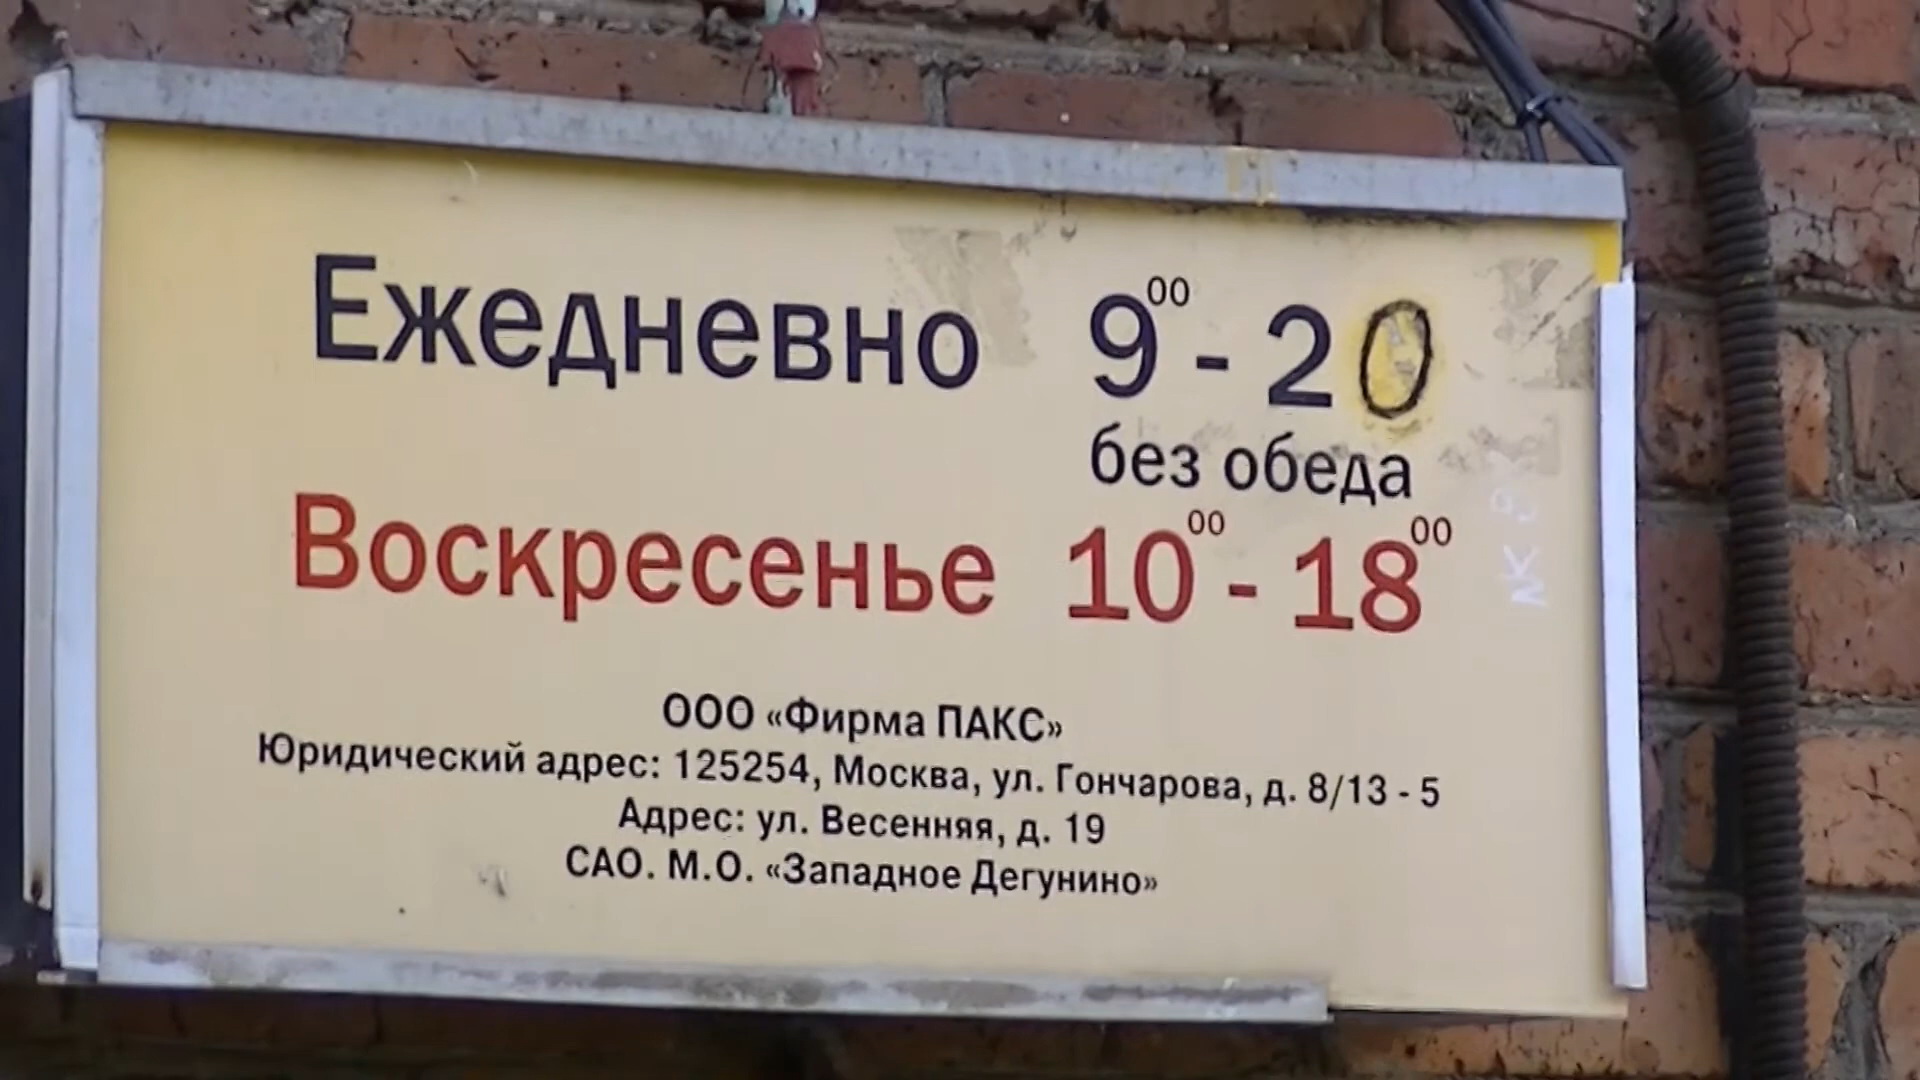 Ежедневно 9⁰⁰ - 20
без обеда
Воскресенье 10⁰⁰ - 18⁰⁰
ООО «Фирма ПАКС»
Юридический адрес: 125254, Москва, ул. Гончарова, д. 8/13 - 5
Адрес: ул. Весенняя, д. 19
САО. М.О. «Западное Дегунино»